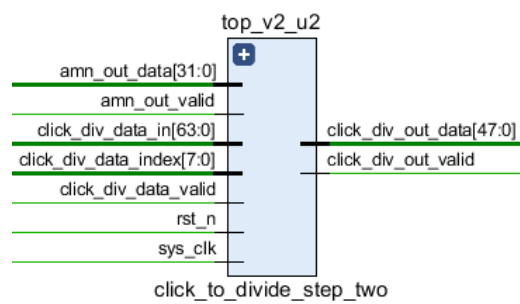 top_v2_u2
amn_out_data[31:0]
amn_out_valid
click_div_data_in[63:0]
click_div_out_data[47:0]
click_div_data_index[7:0]
click_div_out_valid
click_div_data_valid
rst_n
sys_clk
click_to_divide_step_two